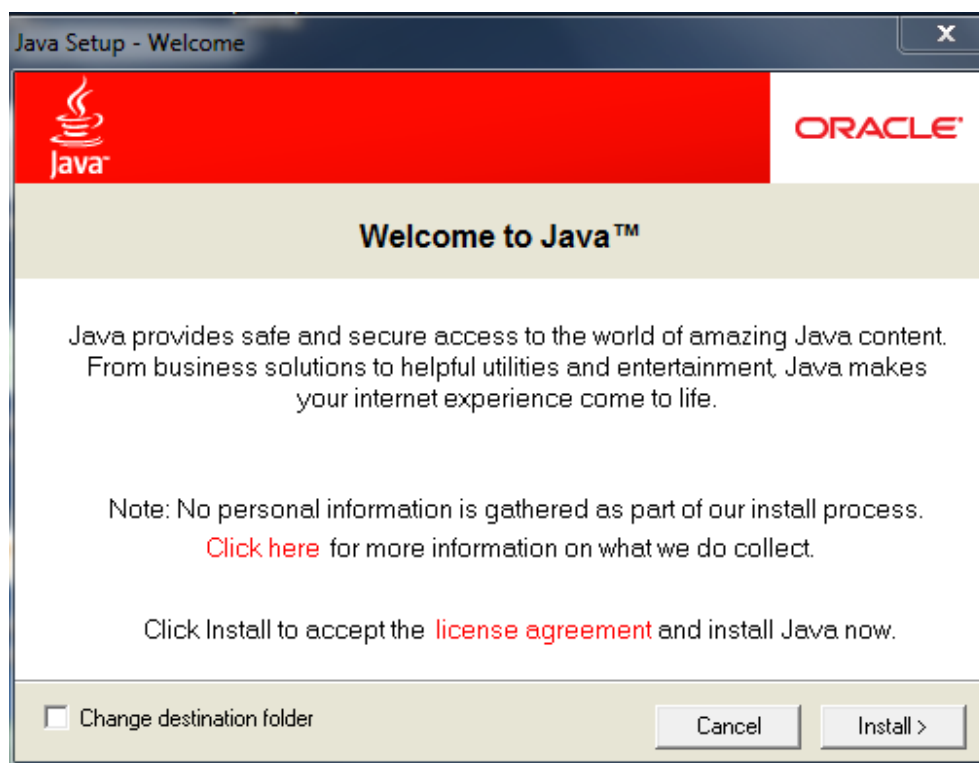 Java Setup - Welcome
X
Java™
ORACLE®
Welcome to Java™
Java provides safe and secure access to the world of amazing Java content.
From business solutions to helpful utilities and entertainment, Java makes
your internet experience come to life.
Note: No personal information is gathered as part of our install process.
Click here for more information on what we do collect.
Click Install to accept the license agreement and install Java now.
Change destination folder
Cancel
Install >